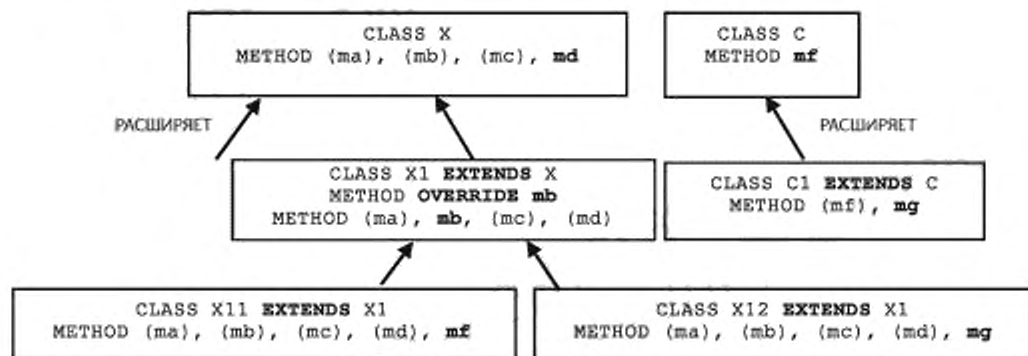 CLASS X
METHOD (ma), (mb), (mc), md
CLASS C
METHOD mf
РАСШИРЯЕТ
РАСШИРЯЕТ
CLASS X1 EXTENDS X
METHOD OVERRIDE mb
METHOD (ma), mb, (mc), (md)
CLASS C1 EXTENDS C
METHOD (mf), mg
CLASS X11 EXTENDS X1
METHOD (ma), (mb), (mc), (md), mf
CLASS X12 EXTENDS X1
METHOD (ma), (mb), (mc), (md), mg